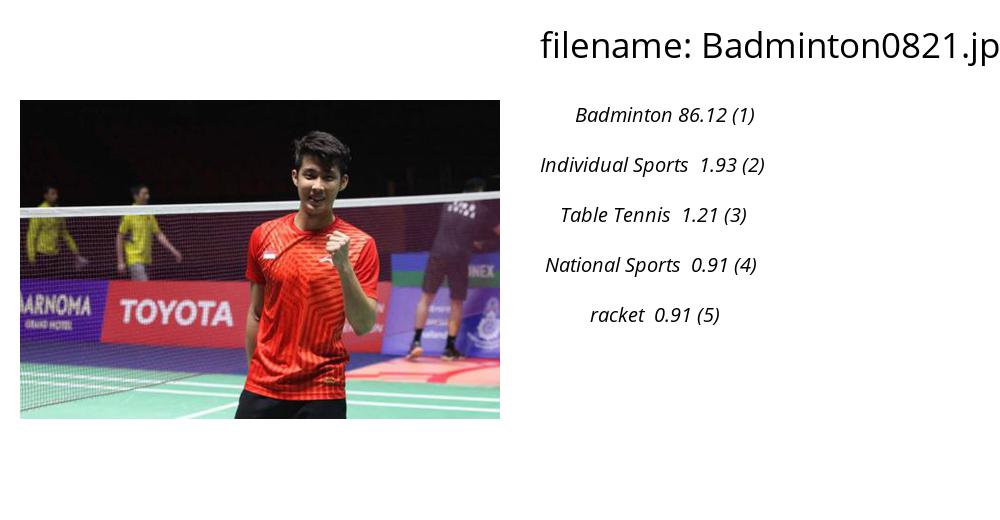 filename: Badminton0821.jp
Badminton 86.12 (1)
Individual Sports 1.93 (2)
Table Tennis 1.21 (3)
National Sports 0.91 (4)
racket 0.91 (5)
AARNOMA
GRAND HOTEL
TOYOTA
NEX